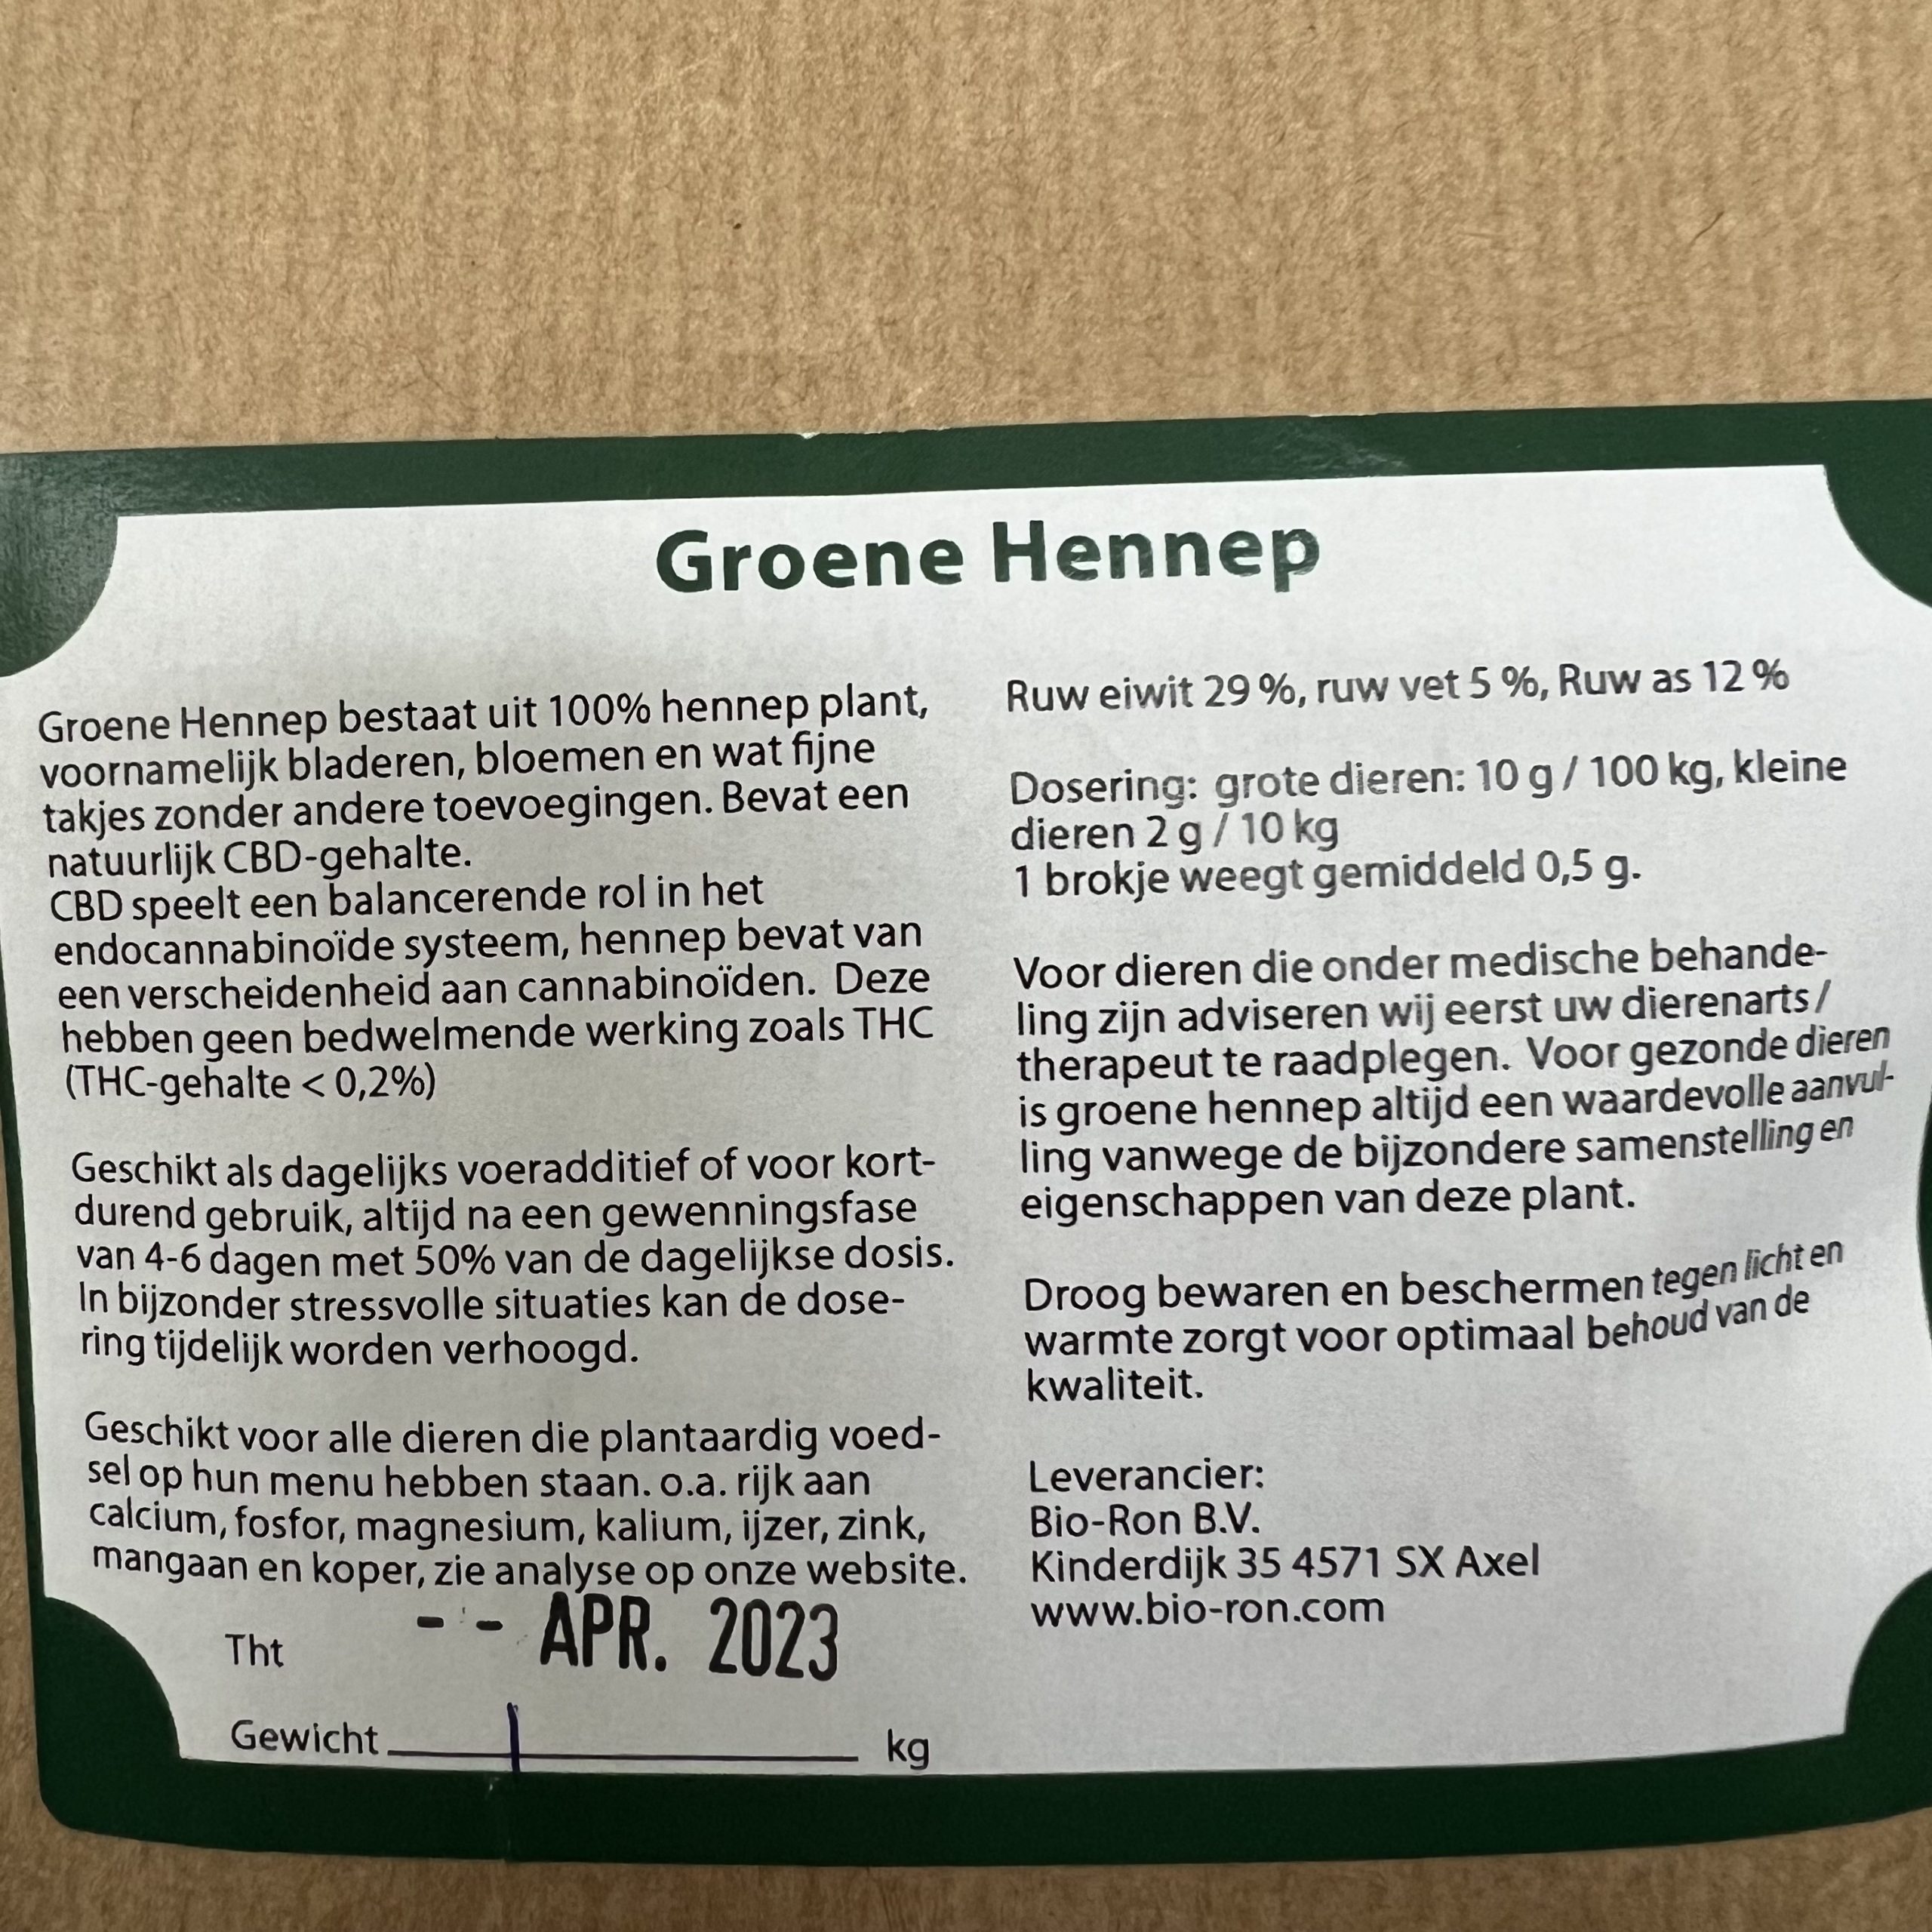 Groene Hennep
Groene Hennep bestaat uit 100% hennep plant,
voornamelijk bladeren, bloemen en wat fijne
takjes zonder andere toevoegingen. Bevat een
natuurlijk CBD-gehalte.
CBD speelt een balancerende rol in het
endocannabinoïde systeem, hennep bevat van
een verscheidenheid aan cannabinoïden. Deze
hebben geen bedwelmende werking zoals THC
(THC-gehalte < 0,2%)
Geschikt als dagelijks voeradditief of voor kort-
durend gebruik, altijd na een gewenningsfase
van 4-6 dagen met 50% van de dagelijkse dosis.
In bijzonder stressvolle situaties kan de dose-
ring tijdelijk worden verhoogd.
Geschikt voor alle dieren die plantaardig voed-
sel op hun menu hebben staan. o.a. rijk aan
calcium, fosfor, magnesium, kalium, ijzer, zink,
mangaan en koper, zie analyse op onze website.
Tht -- APR. 2023
Gewicht 1 kg
Ruw eiwit 29 %, ruw vet 5 %, Ruw as 12 %
Dosering: grote dieren: 10 g / 100 kg, kleine
dieren 2 g / 10 kg
1 brokje weegt gemiddeld 0,5 g.
Voor dieren die onder medische behande-
ling zijn adviseren wij eerst uw dierenarts/
therapeut te raadplegen. Voor gezonde dieren
is groene hennep altijd een waardevolle aanvul-
ling vanwege de bijzondere samenstelling en
eigenschappen van deze plant.
Droog bewaren en beschermen tegen licht en
warmte zorgt voor optimaal behoud van de
kwaliteit.
Leverancier:
Bio-Ron B.V.
Kinderdijk 35 4571 SX Axel
www.bio-ron.com